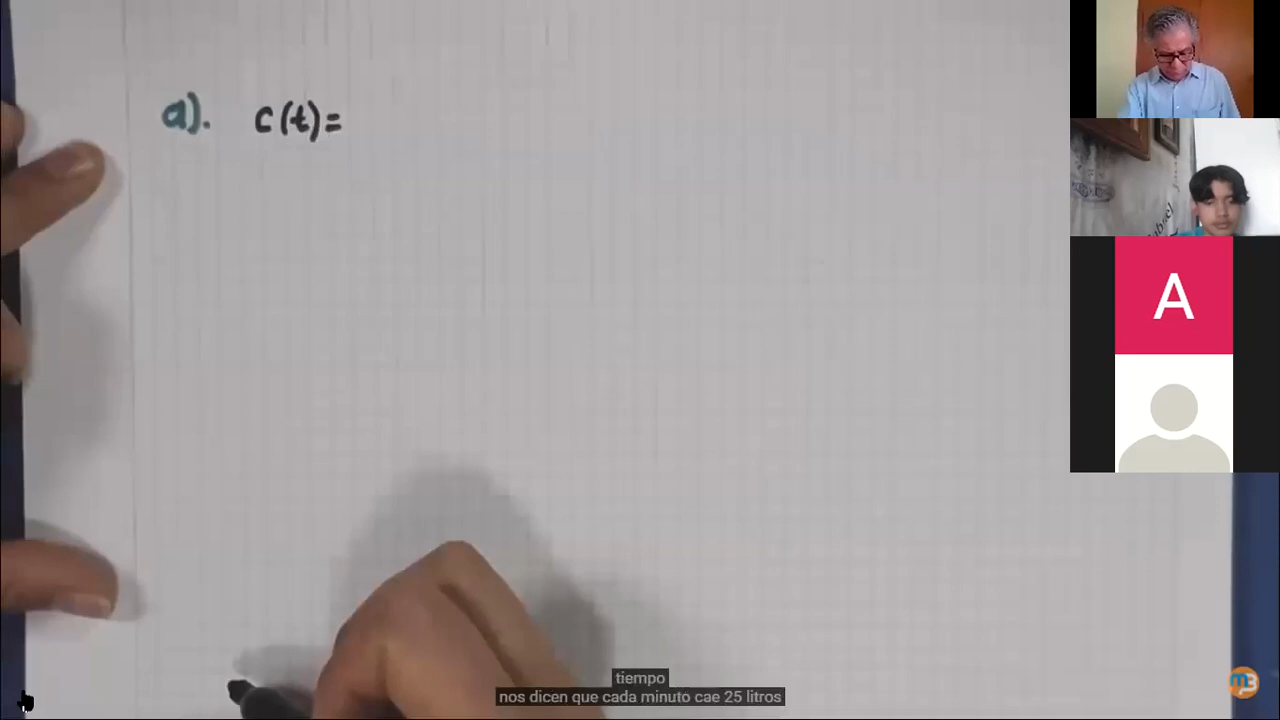 a). c(t)=
A
tiempo
nos dicen que cada minuto cae 25 litros